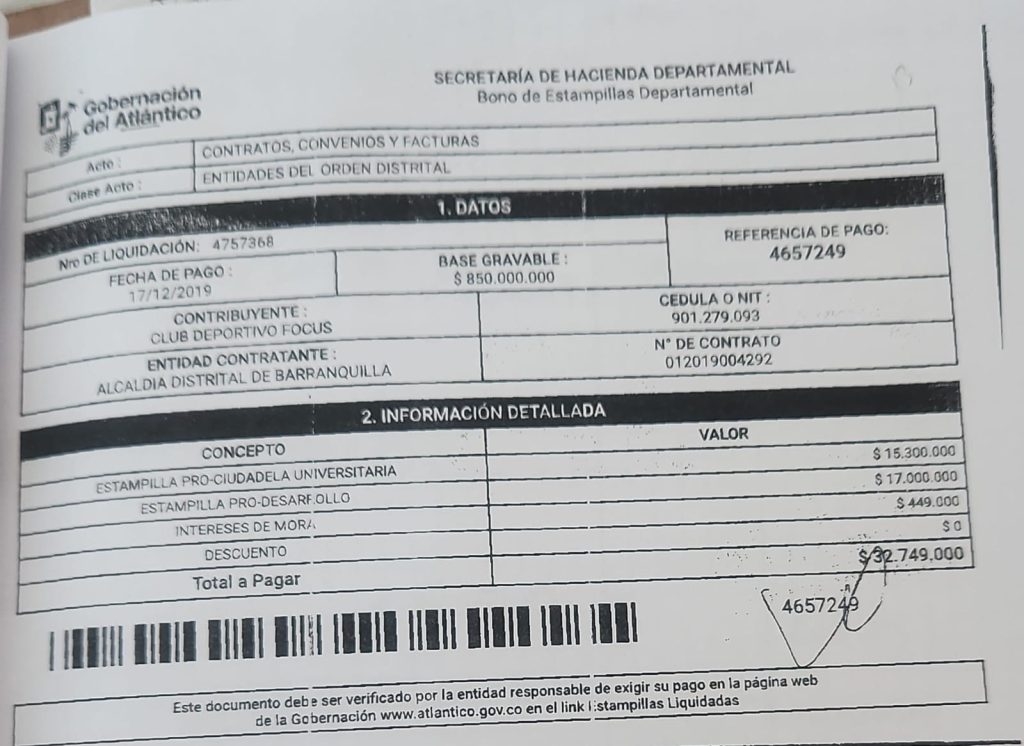 Gobernación
del Atlántico
SECRETARÍA DE HACIENDA DEPARTAMENTAL
Bono de Estampillas Departamental
Acto : CONTRATOS, CONVENIOS Y FACTURAS
Clase Acto : ENTIDADES DEL ORDEN DISTRITAL
1. DATOS
Nro DE LIQUIDACIÓN: 4757368
REFERENCIA DE PAGO:
4657249
FECHA DE PAGO :
17/12/2019
BASE GRAVABLE :
$ 850.000.000
CONTRIBUYENTE :
CLUB DEPORTIVO FOCUS
CEDULA O NIT :
901.279.093
ENTIDAD CONTRATANTE :
ALCALDIA DISTRITAL DE BARRANQUILLA
N° DE CONTRATO
012019004292
2. INFORMACIÓN DETALLADA
CONCEPTO VALOR
ESTAMPILLA PRO-CIUDADELA UNIVERSITARIA $ 15.300.000
ESTAMPILLA PRO-DESARROLLO $ 17.000.000
INTERESES DE MORA $ 449.000
DESCUENTO $ 0
Total a Pagar $ 32.749.000
4657249
Este documento debe ser verificado por la entidad responsable de exigir su pago en la página web
de la Gobernación www.atlantico.gov.co en el link Estampillas Liquidadas